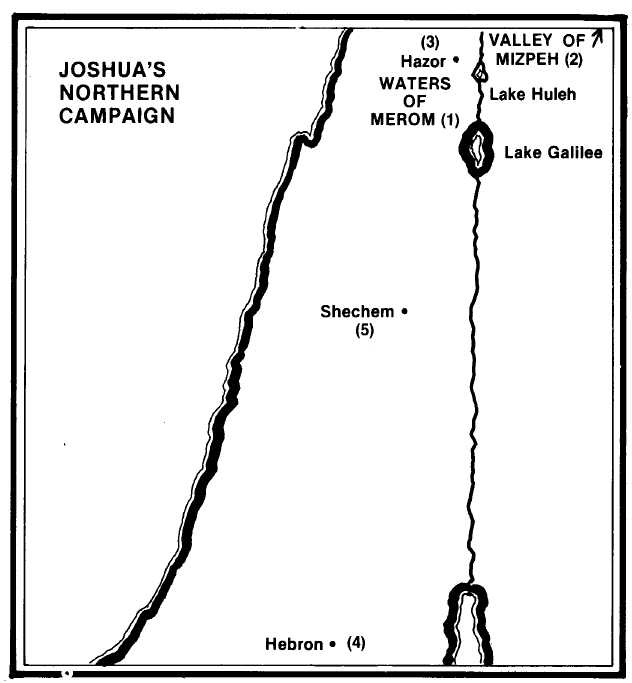 JOSHUA'S
NORTHERN
CAMPAIGN
(3)
Hazor
WATERS
OF
MEROM (1)
VALLEY OF
MIZPEH (2)
Lake Huleh
Lake Galilee
Shechem
(5)
Hebron (4)